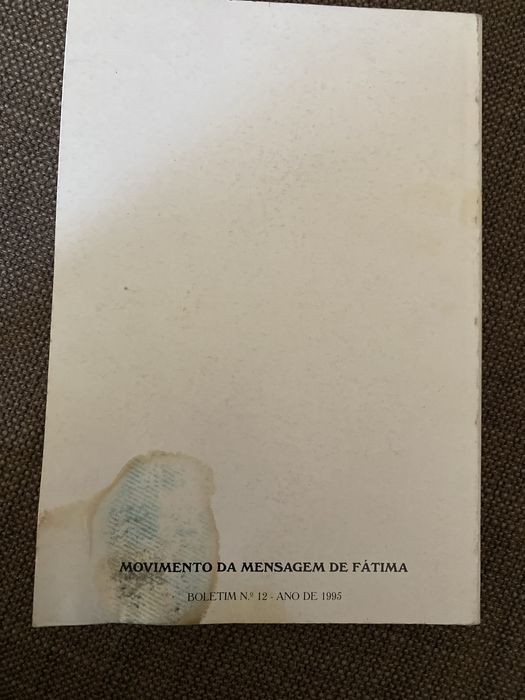 MOVIMENTO DA MENSAGEM DE FÁTIMA
BOLETIM N.º 12 - ANO DE 1995